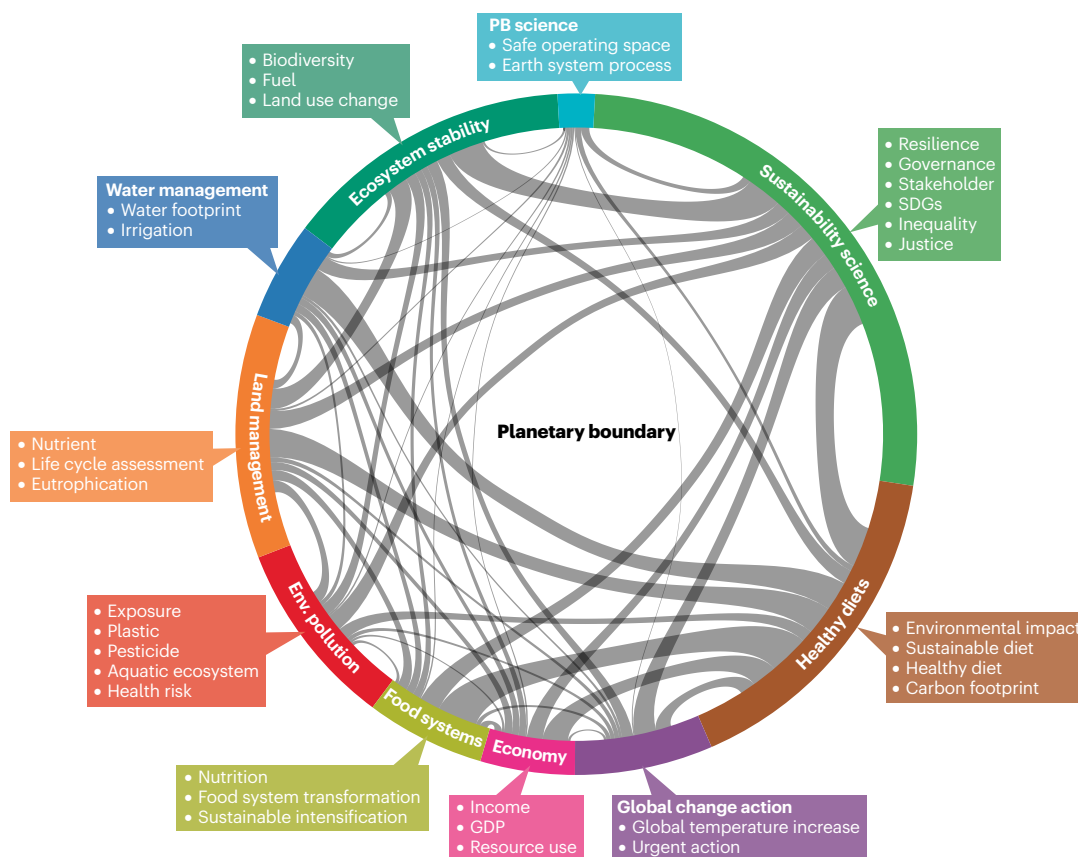 PB science
• Safe operating space
• Earth system process
• Biodiversity
• Fuel
• Land use change
Ecosystem stability
Water management
• Water footprint
• Irrigation
Sustainability science
• Resilience
• Governance
• Stakeholder
• SDGs
• Inequality
• Justice
Land management
• Nutrient
• Life cycle assessment
• Eutrophication
Planetary boundary
Env. pollution
• Exposure
• Plastic
• Pesticide
• Aquatic ecosystem
• Health risk
Healthy diets
• Environmental impact
• Sustainable diet
• Healthy diet
• Carbon footprint
Food systems
• Nutrition
• Food system transformation
• Sustainable intensification
Economy
• Income
• GDP
• Resource use
Global change action
• Global temperature increase
• Urgent action